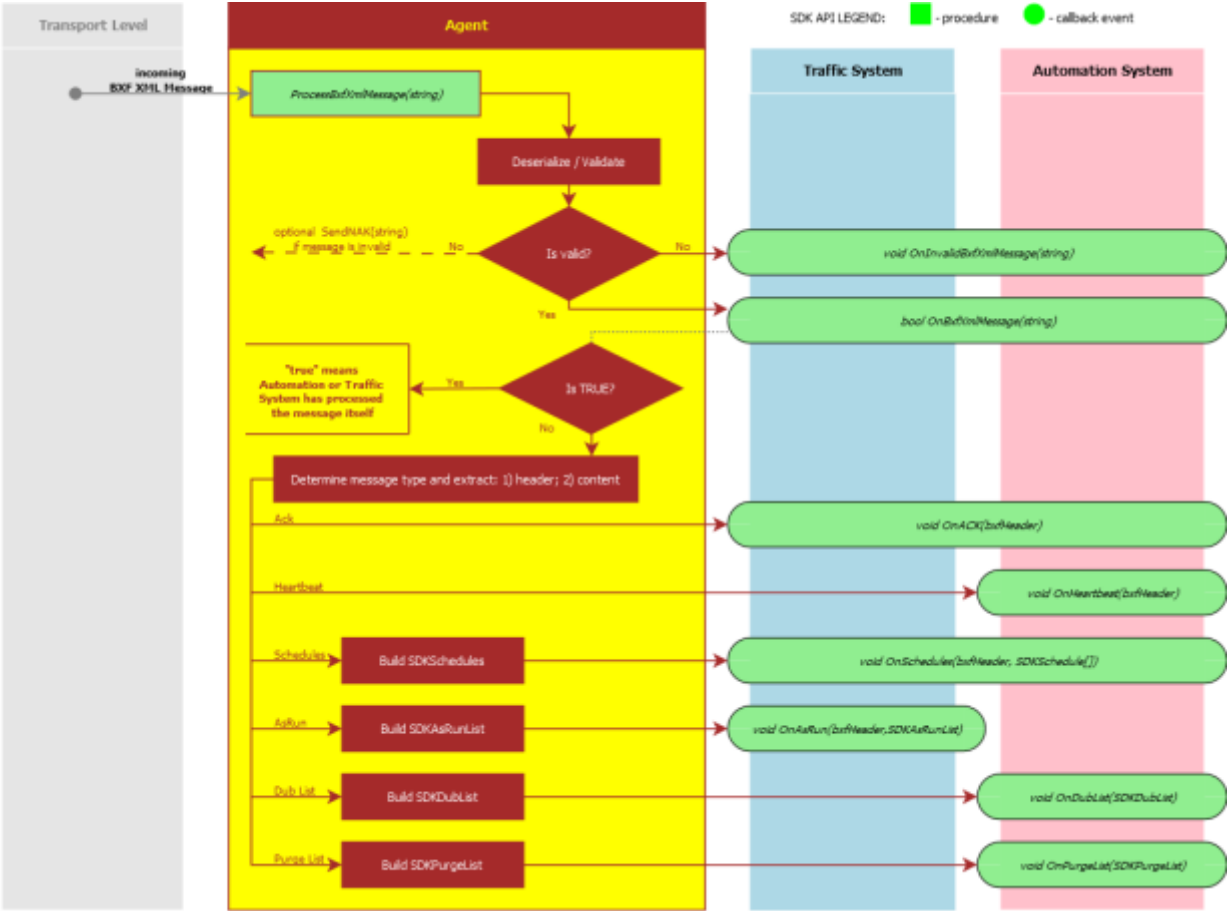 SDK API LEGEND: - procedure - callback event
Transport Level
Agent
Traffic System
Automation System
incoming
BXF XML Message
ProcessBxfXmlMessage(string)
Deserialize / Validate
optional SendNAK(string)
if message is invalid
No
Is valid?
No
void OnInvalidBxfXmlMessage(string)
Yes
bool OnBxfXmlMessage(string)
"true" means
Automation or Traffic
System has processed
the message itself
Yes
Is TRUE?
No
Determine message type and extract: 1) header; 2) content
Ack
void OnACK(bxfHeader)
Heartbeat
void OnHeartbeat(bxfHeader)
Schedules
Build SDKSchedules
void OnSchedules(bxfHeader, SDKSchedule[])
AsRun
Build SDKAsRunList
void OnAsRun(bxfHeader,SDKAsRunList)
Dub List
Build SDKDubList
void OnDubList(SDKDubList)
Purge List
Build SDKPurgeList
void OnPurgeList(SDKPurgeList)